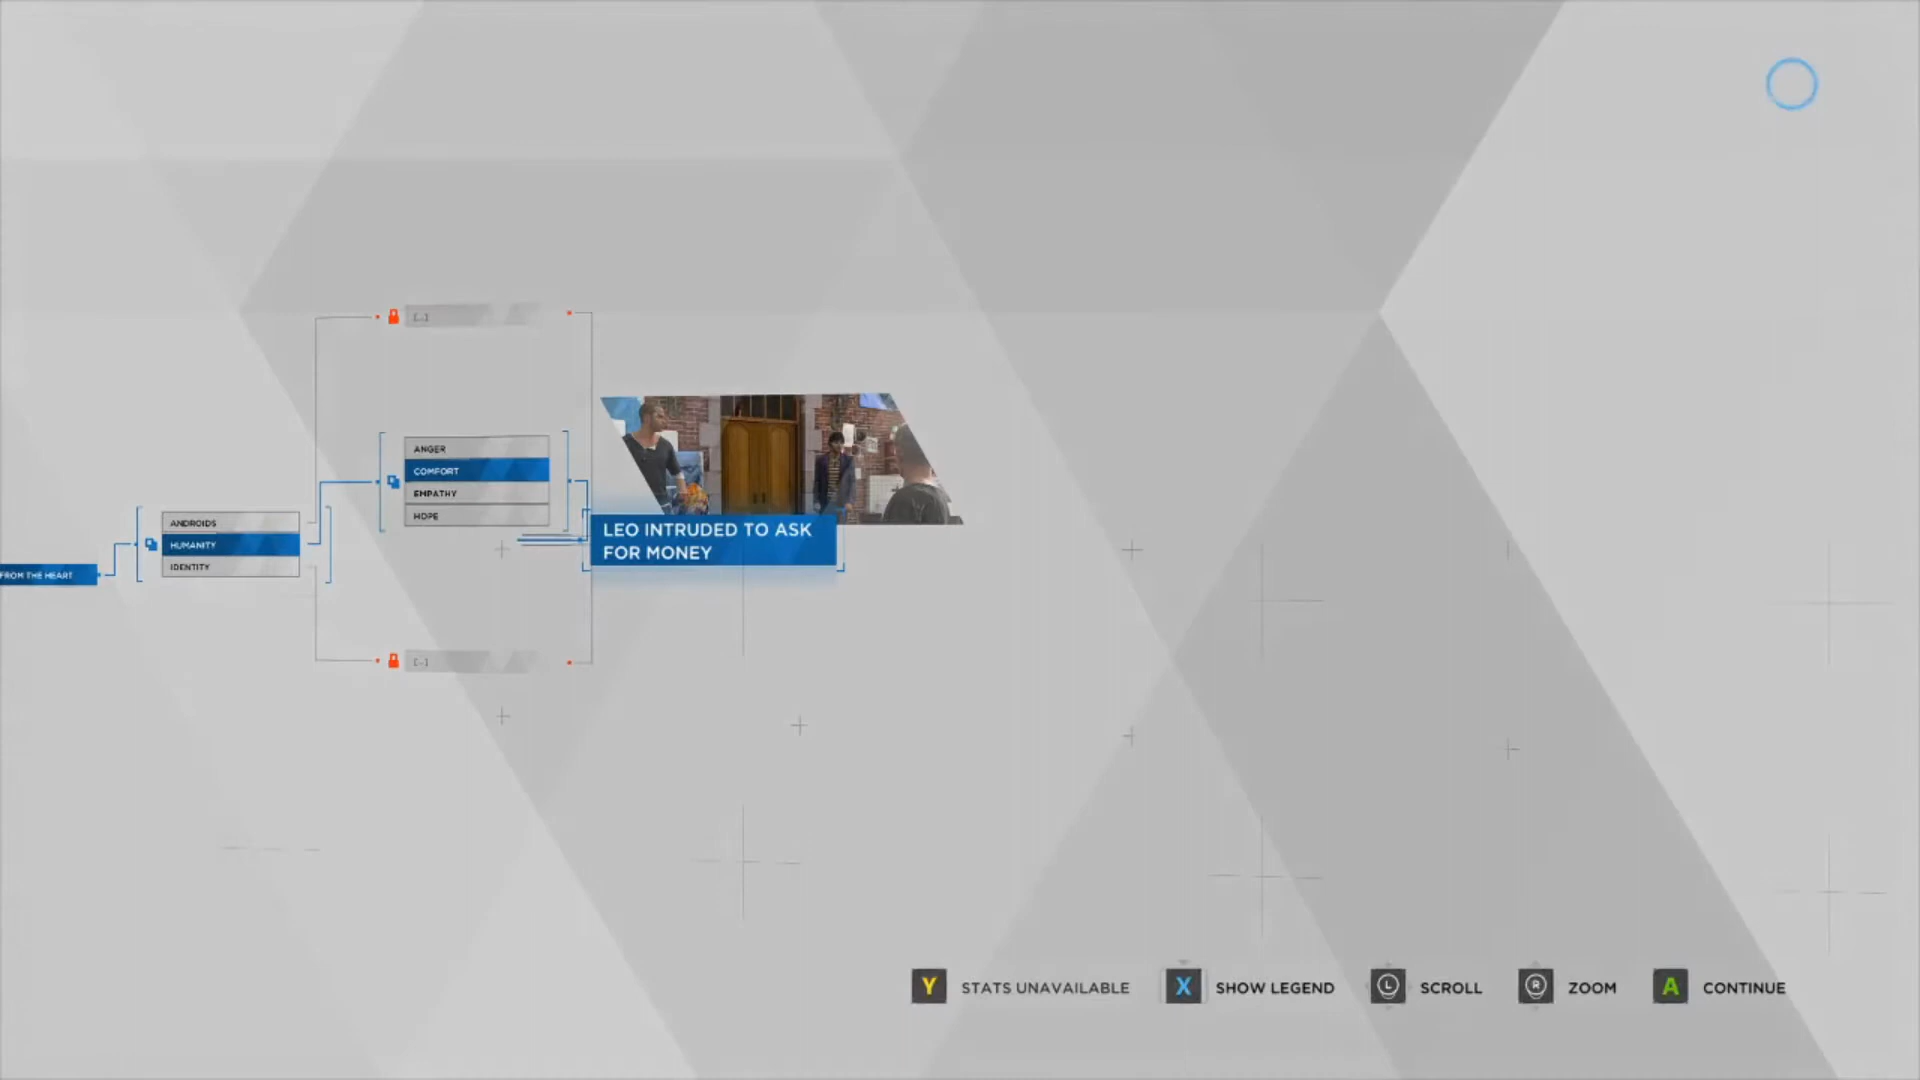 [...]
ANGER
COMFORT
EMPATHY
HOPE
ANDROIDS
HUMANITY
IDENTITY
FROM THE HEART
LEO INTRUDED TO ASK
FOR MONEY
[...]
Y STATS UNAVAILABLE X SHOW LEGEND L SCROLL R ZOOM A CONTINUE